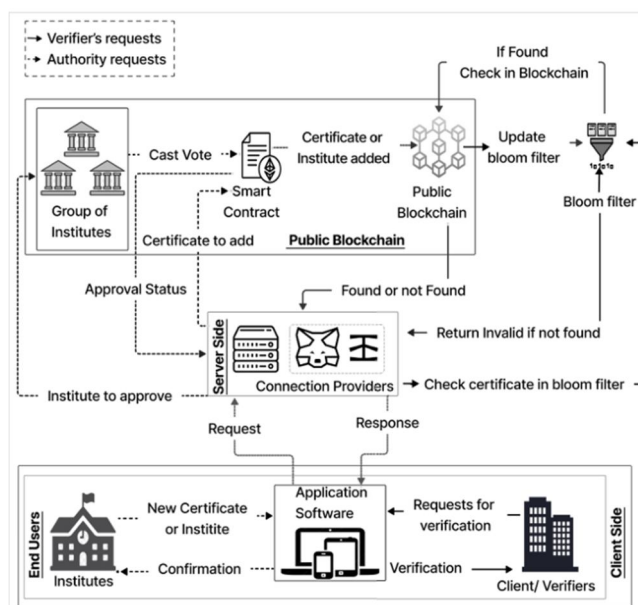 Verifier's requests
Authority requests
If Found
Check in Blockchain
Cast Vote
Certificate or
Institute added
Update
bloom filter
Smart
Contract
Public
Blockchain
Bloom filter
Group of
Institutes
Certificate to add
Public Blockchain
Approval Status
Found or not Found
Server Side
Return Invalid if not found
Connection Providers
Check certificate in bloom filter
Institute to approve
Request
Response
End Users
New Certificate
or Institite
Application
Software
Requests for
verification
Client Side
Institutes
Confirmation
Verification
Client/ Verifiers